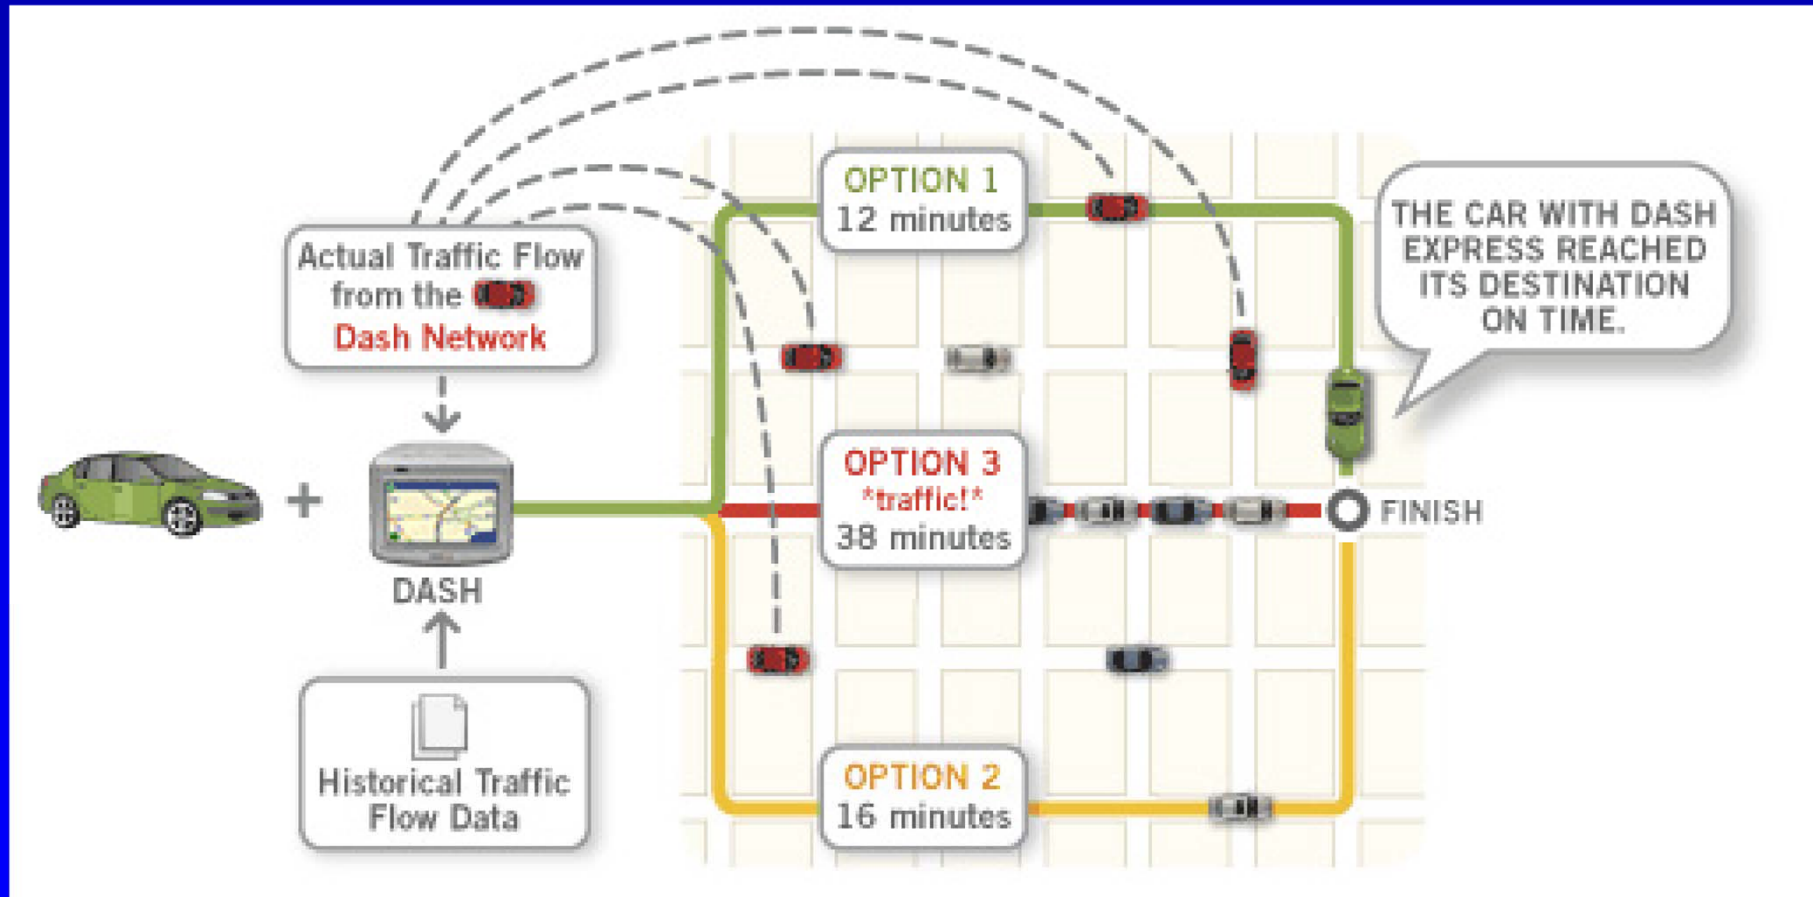 Actual Traffic Flow
from the
Dash Network
DASH
Historical Traffic
Flow Data
OPTION 1
12 minutes
OPTION 3
*traffic!*
38 minutes
OPTION 2
16 minutes
THE CAR WITH DASH
EXPRESS REACHED
ITS DESTINATION
ON TIME.
FINISH